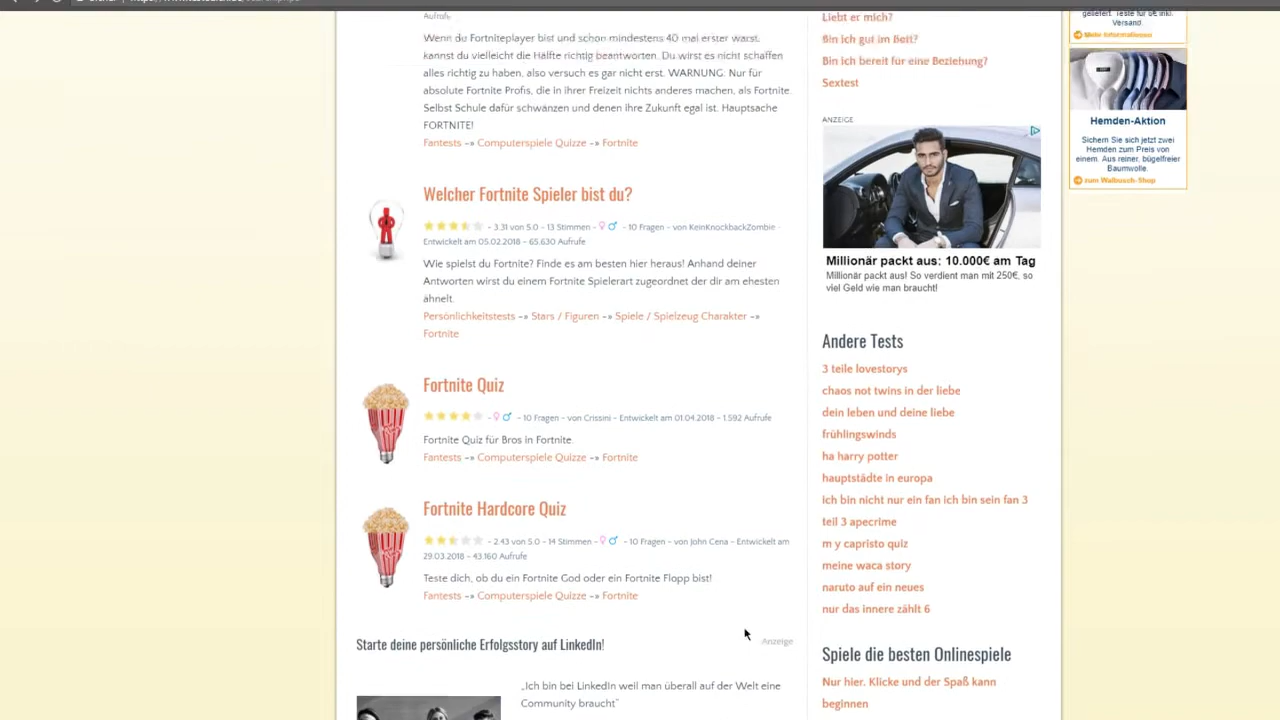 Aufrufe
Wenn du Fortniteplayer bist und schon mindestens 40 mal erster warst,
kannst du vielleicht die Hälfte richtig beantworten. Du wirst es nicht schaffen
alles richtig zu haben, also versuch es gar nicht erst. WARNUNG: Nur für
absolute Fortnite Profis, die in ihrer Freizeit nichts anderes machen, als Fortnite
Selbst Schule dafür schwänzen und denen ihre Zukunft egal ist. Hauptsache
FORTNITE!
Fantests -» Computerspiele Quizze -» Fortnite
Welcher Fortnite Spieler bist du?
- 3.31 von 5.0 - 13 Stimmen - ♀ ♂ - 10 Fragen - von KeinKnockbackZombie -
Entwickelt am 05.02.2018 - 65.630 Aufrufe
Wie spielst du Fortnite? Finde es am besten hier heraus! Anhand deiner
Antworten wirst du einem Fortnite Spielerart zugeordnet der dir am ehesten
ähnelt.
Persönlichkeitstests -» Stars / Figuren -» Spiele / Spielzeug Charakter -»
Fortnite
Fortnite Quiz
- ♀ ♂ - 10 Fragen - von Crissini - Entwickelt am 01.04.2018 - 1.592 Aufrufe
Fortnite Quiz für Bros in Fortnite.
Fantests -» Computerspiele Quizze -» Fortnite
Fortnite Hardcore Quiz
- 2.43 von 5.0 - 14 Stimmen - ♀ ♂ - 10 Fragen - von John Cena - Entwickelt am
29.03.2018 - 43.160 Aufrufe
Teste dich, ob du ein Fortnite God oder ein Fortnite Flopp bist!
Fantests -» Computerspiele Quizze -» Fortnite
Starte deine persönliche Erfolgsstory auf LinkedIn!
Anzeige
„Ich bin bei LinkedIn weil man überall auf der Welt eine
Community braucht"
Liebt er mich?
Bin ich gut im Bett?
Bin ich bereit für eine Beziehung?
Sextest
ANZEIGE
Millionär packt aus: 10.000€ am Tag
Millionär packt aus! So verdient man mit 250€, so
viel Geld wie man braucht!
Andere Tests
3 teile lovestorys
chaos not twins in der liebe
dein leben und deine liebe
frühlingswinds
ha harry potter
hauptstädte in europa
ich bin nicht nur ein fan ich bin sein fan 3
teil 3 apecrime
m y capristo quiz
meine waca story
naruto auf ein neues
nur das innere zählt 6
Spiele die besten Onlinespiele
Nur hier. Klicke und der Spaß kann
beginnen
geliefert. Teste für 0€ inkl.
Versand.
Mehr Informationen
Hemden-Aktion
Sichern Sie sich jetzt zwei
Hemden zum Preis von
einem. Aus reiner, bügelfreier
Baumwolle.
zum Walbusch-Shop